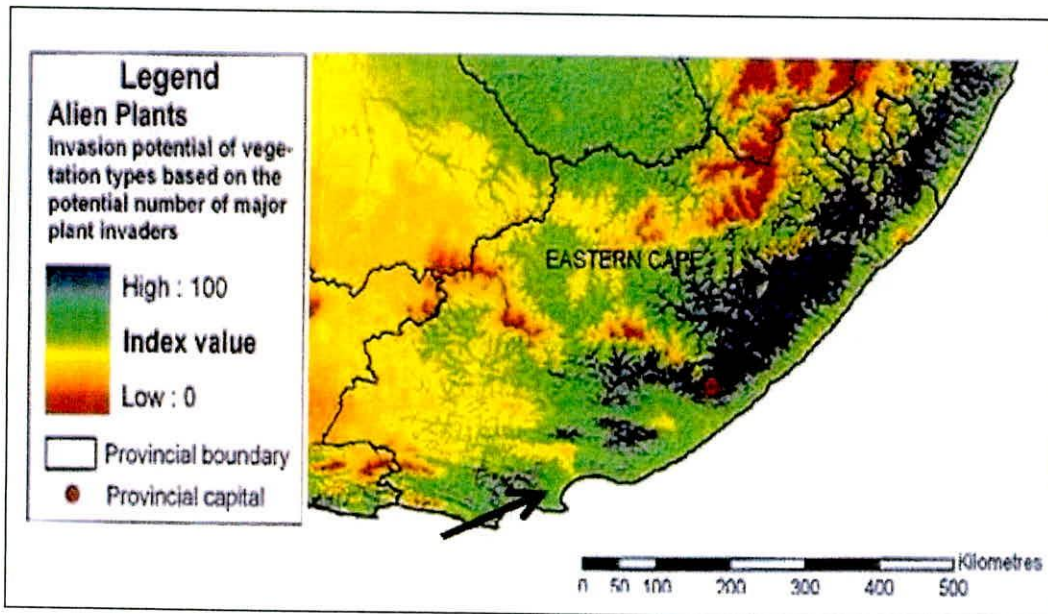 Legend
Alien Plants
Invasion potential of vege-
tation types based on the
potential number of major
plant invaders
High : 100
Index value
Low : 0
Provincial boundary
Provincial capital
EASTERN CAPE
Kilometres
0 50 100 200 300 400 500